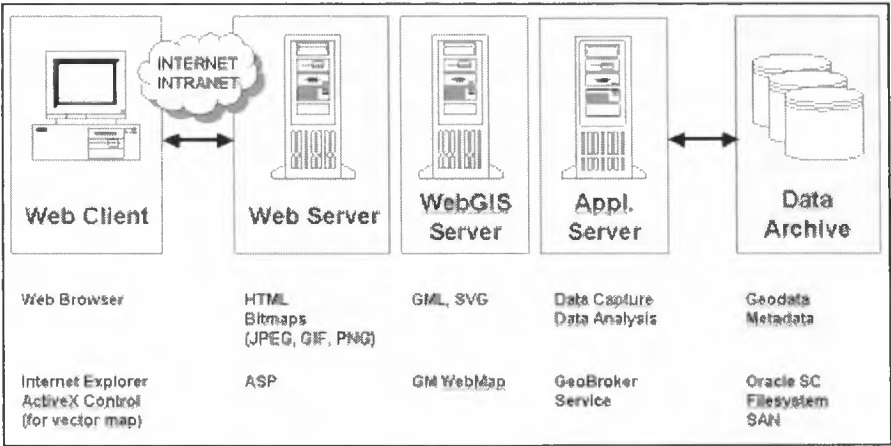 INTERNET
INTRANET
Web Client
Web Server
WebGIS
Server
Appl.
Server
Data
Archive
Web Browser
HTML
Bitmaps
(JPEG, GIF, PNG)
GML, SVG
Data Capture
Data Analysis
Geodata
Metadata
Internet Explorer
ActiveX Control
(for vector map)
ASP
GM WebMap
GeoBroker
Service
Oracle SC
Filesystem
SAN